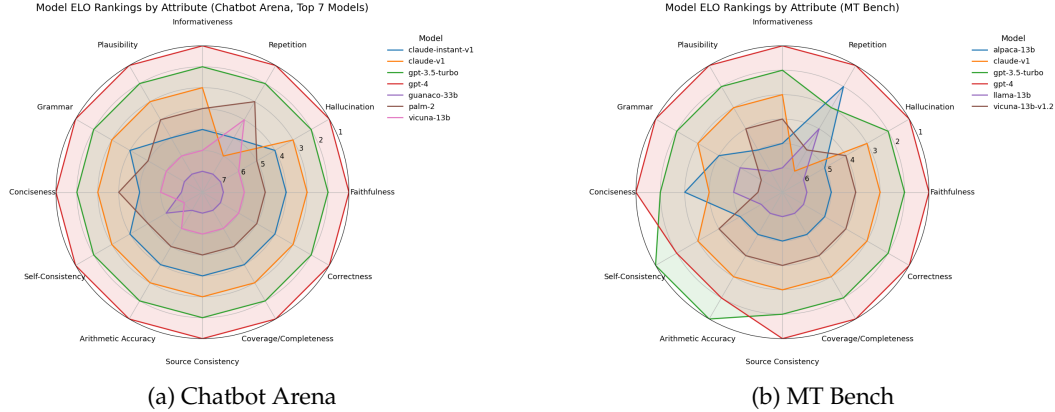 Model ELO Rankings by Attribute (Chatbot Arena, Top 7 Models)
Informativeness
Plausibility
Repetition
Grammar
Hallucination
Conciseness
Faithfulness
Self-Consistency
Correctness
Arithmetic Accuracy
Coverage/Completeness
Source Consistency
1
2
3
4
5
6
7
Model
claude-instant-v1
claude-v1
gpt-3.5-turbo
gpt-4
guanaco-33b
palm-2
vicuna-13b
(a) Chatbot Arena
Model ELO Rankings by Attribute (MT Bench)
Informativeness
Plausibility
Repetition
Grammar
Hallucination
Conciseness
Faithfulness
Self-Consistency
Correctness
Arithmetic Accuracy
Coverage/Completeness
Source Consistency
1
2
3
4
5
6
Model
alpaca-13b
claude-v1
gpt-3.5-turbo
gpt-4
llama-13b
vicuna-13b-v1.2
(b) MT Bench